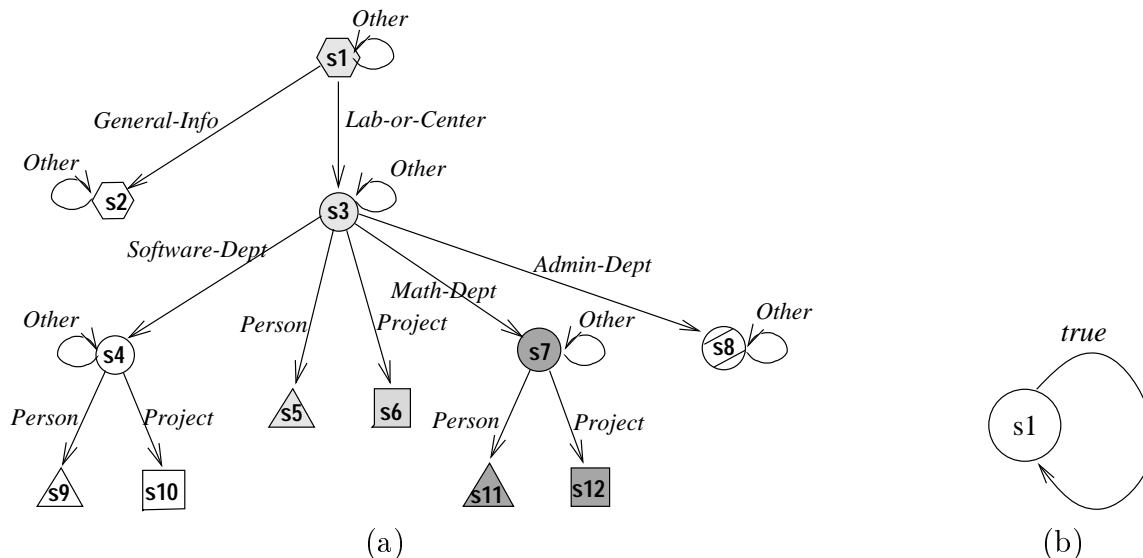 Other
s1
General-Info
Lab-or-Center
Other
Other
s2
s3
Software-Dept
Admin-Dept
Math-Dept
Other
Person
Project
Other
Other
s4
s7
s8
true
s5
s6
Person
Project
Person
Project
s1
s9
s10
s11
s12
(a)
(b)